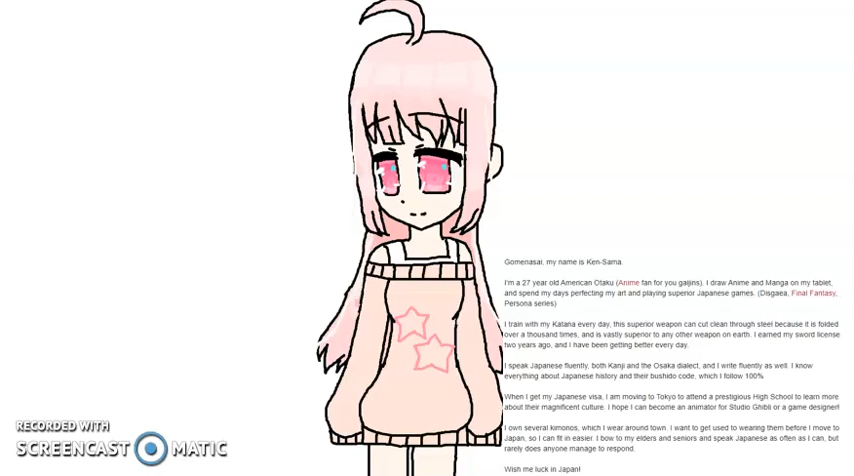 Gomenasai, my name is Ken-Sama.
I'm a 27 year old American Otaku (Anime fan for you gaijins). I draw Anime and Manga on my tablet,
and spend my days perfecting my art and playing superior Japanese games. (Disgaea, Final Fantasy,
Persona series)
I train with my Katana every day, this superior weapon can cut clean through steel because it is folded
over a thousand times, and is vastly superior to any other weapon on earth. I earned my sword license
two years ago, and I have been getting better every day.
I speak Japanese fluently, both Kanji and the Osaka dialect, and I write fluently as well. I know
everything about Japanese history and their bushido code, which I follow 100%
When I get my Japanese visa, I am moving to Tokyo to attend a prestigious High School to learn more
about their magnificent culture. I hope I can become an animator for Studio Ghibli or a game designer!
I own several kimonos, which I wear around town. I want to get used to wearing them before I move to
Japan, so I can fit in easier. I bow to my elders and seniors and speak Japanese as often as I can, but
rarely does anyone manage to respond.
Wish me luck in Japan!
RECORDED WITH
SCREENCAST MATIC